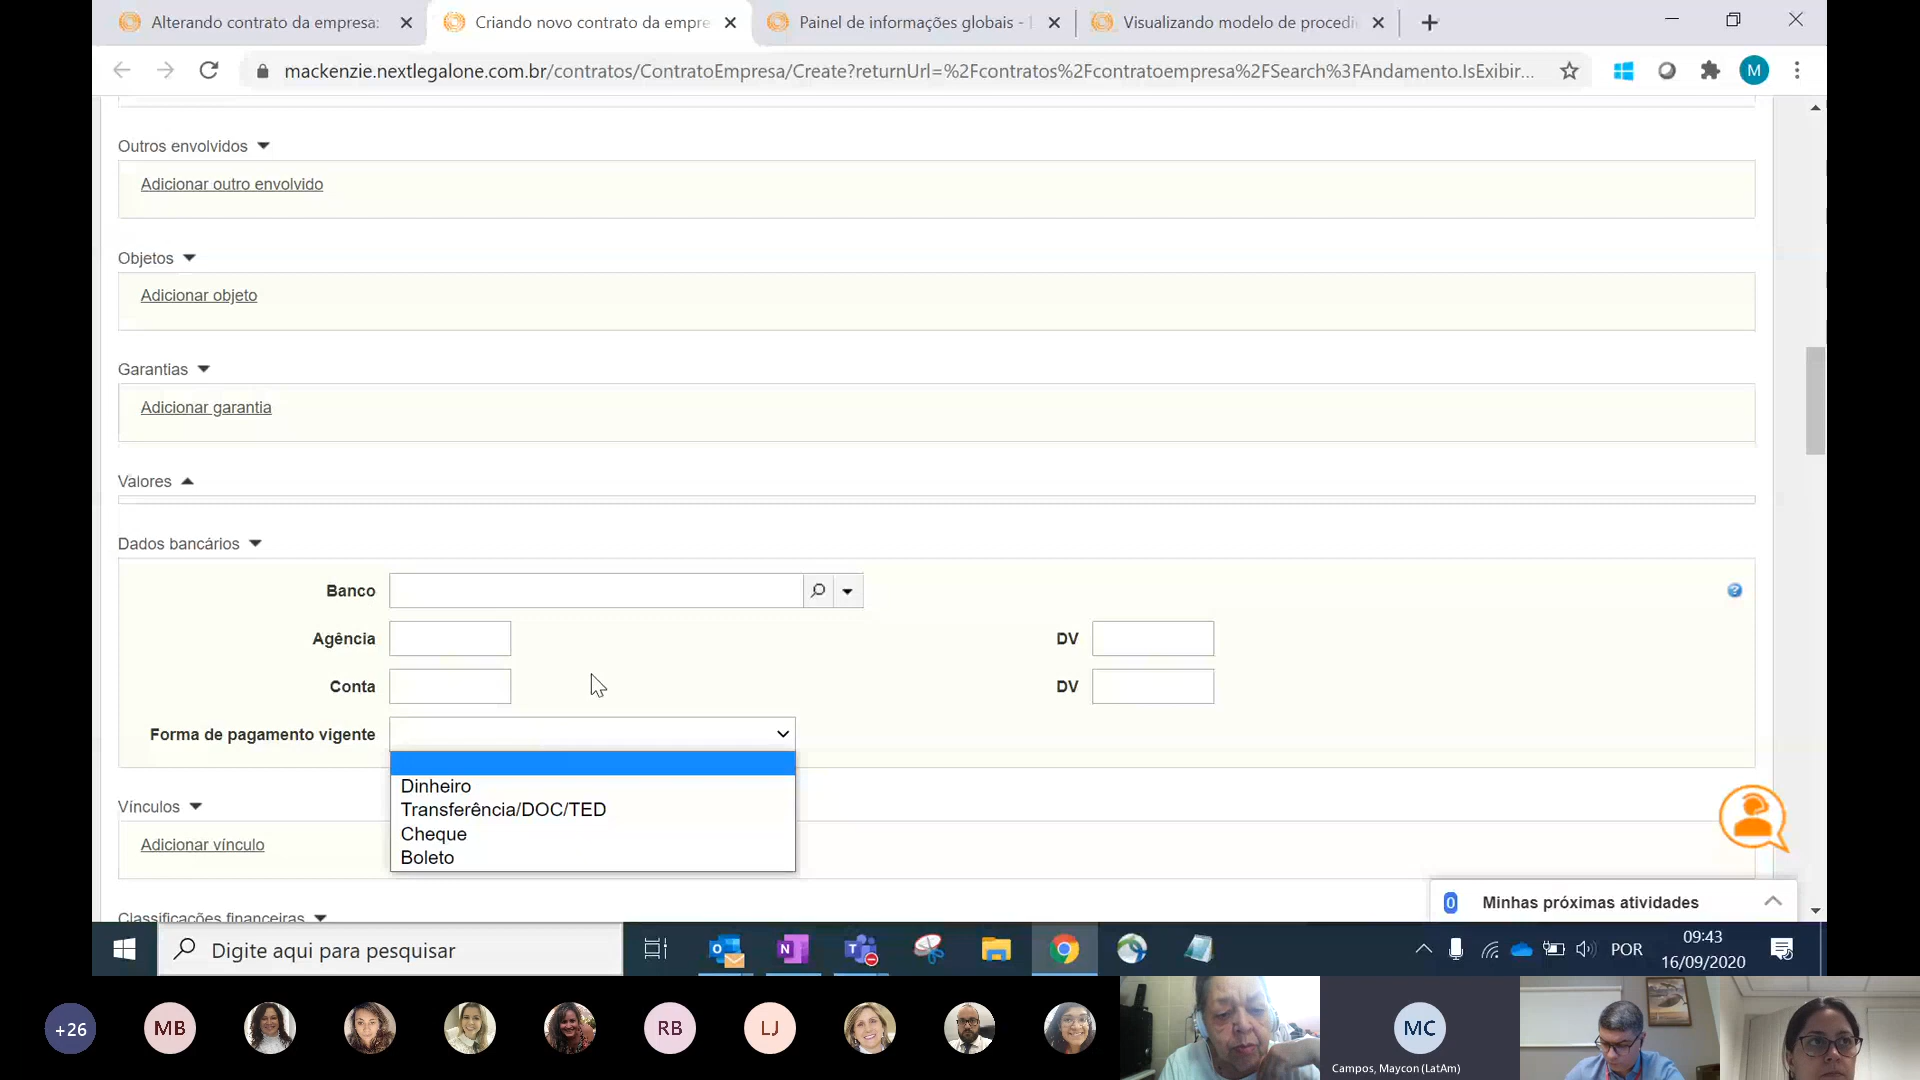 Alterando contrato da empresa:
Criando novo contrato da empre
Painel de informações globais -
Visualizando modelo de procedi
mackenzie.nextlegalone.com.br/contratos/ContratoEmpresa/Create?returnUrl=%2Fcontratos%2Fcontratoempresa%2FSearch%3FAndamento.IsExibir...
M
Outros envolvidos
Adicionar outro envolvido
Objetos
Adicionar objeto
Garantias
Adicionar garantia
Valores
Dados bancários
Banco
Agência
DV
Conta
DV
Forma de pagamento vigente
Dinheiro
Transferência/DOC/TED
Cheque
Boleto
Vínculos
Adicionar vínculo
Classificações financeiras
0 Minhas próximas atividades
Digite aqui para pesquisar
POR
09:43
16/09/2020
+26
MB
RB
LJ
MC
Campos, Maycon (LatAm)